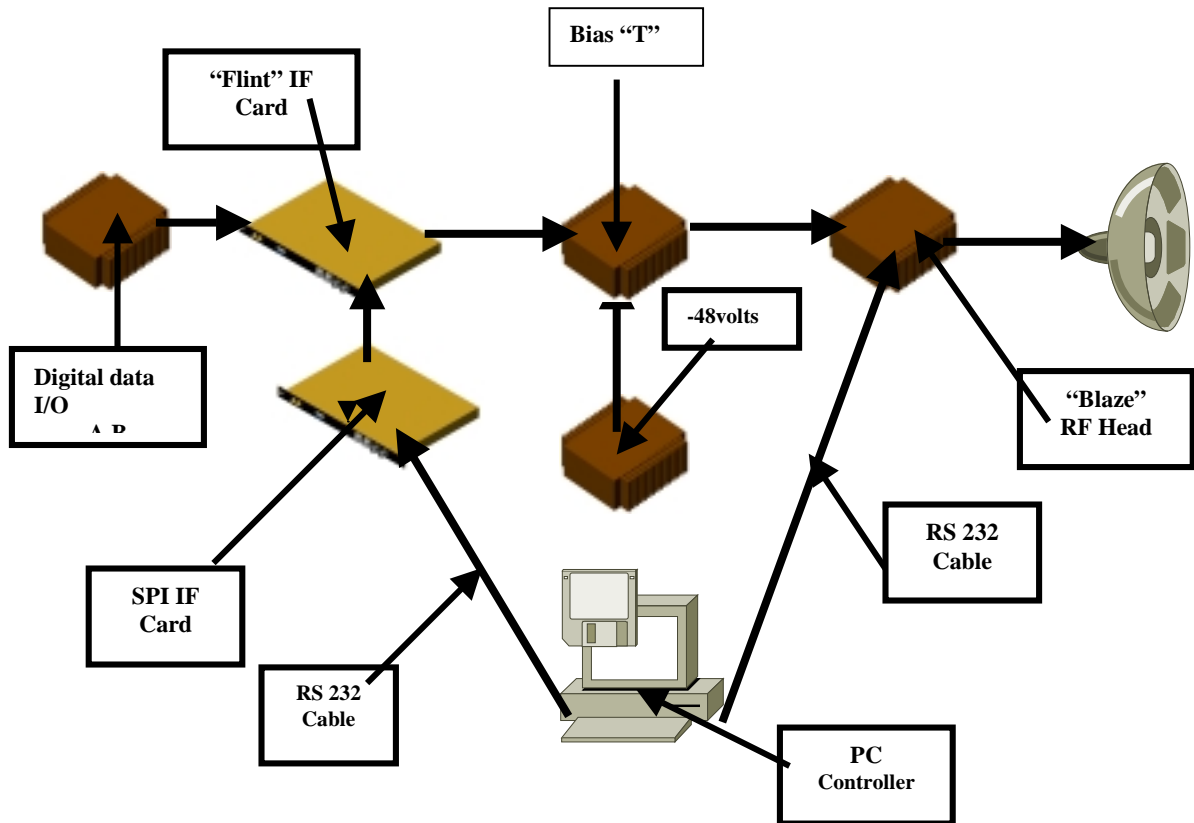 Bias “T”
“Flint” IF
Card
-48volts
Digital data
I/O
“Blaze”
RF Head
RS 232
Cable
SPI IF
Card
RS 232
Cable
PC
Controller